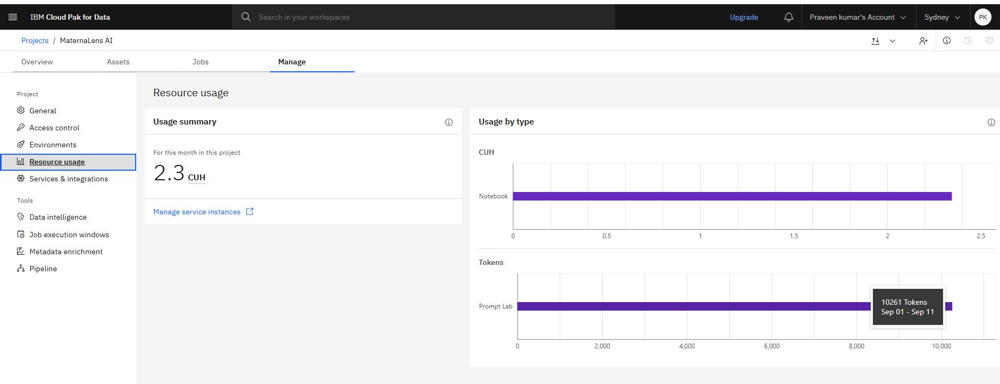 IBM Cloud Pak for Data
Search in your workspaces
Upgrade
Praveen kumar's Account
Sydney
PK
Projects / MaternaLens AI
Overview
Assets
Jobs
Manage
Project
General
Access control
Environments
Resource usage
Services & integrations
Tools
Data intelligence
Job execution windows
Metadata enrichment
Pipeline
Resource usage
Usage summary
For this month in this project
2.3 CUH
Manage service instances
Usage by type
CUH
Notebook
0 0.5 1 1.5 2 2.5
Tokens
Prompt Lab
10261 Tokens
Sep 01 - Sep 11
0 2,000 4,000 6,000 8,000 10,000